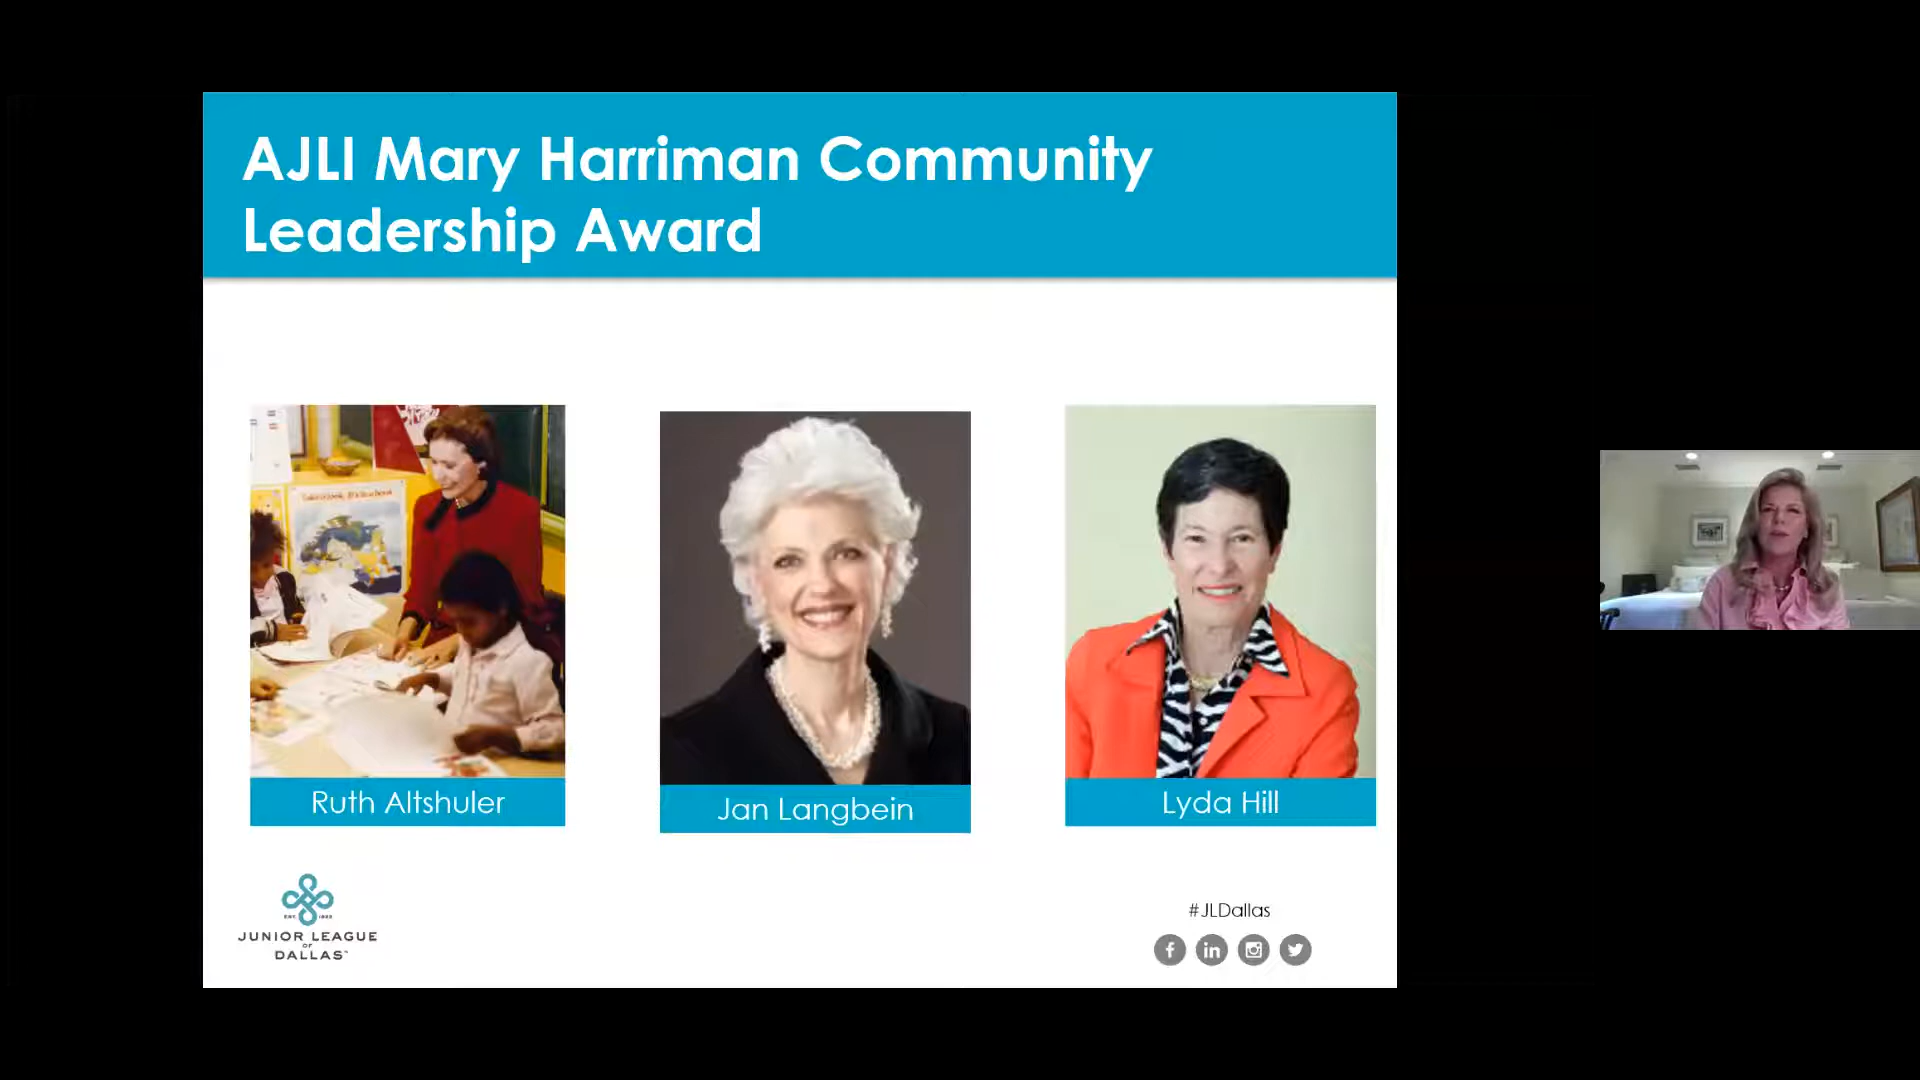 AJLI Mary Harriman Community
Leadership Award
Ruth Altshuler
Jan Langbein
Lyda Hill
JUNIOR LEAGUE
OF
DALLAS
#JLDallas